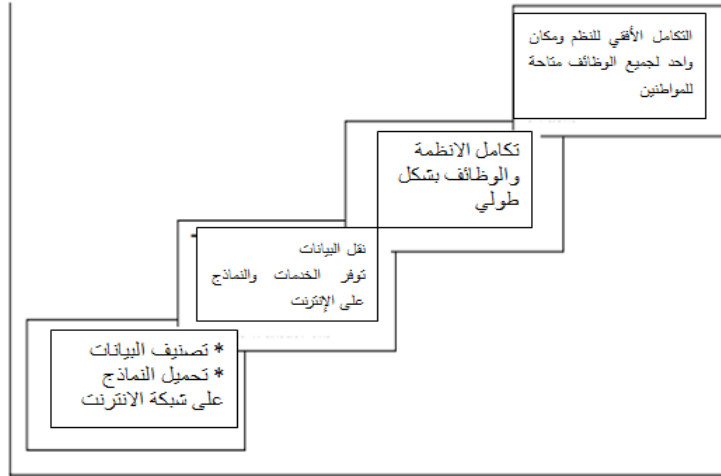 التكامل الأفقي للنظم ومكان
واحد لجميع الوظائف متاحة
للمواطنين
تكامل الانظمة
والوظائف بشكل
طولي
نقل البيانات
توفر الخدمات والنماذج
على الإنترنت
* تصنيف البيانات
* تحميل النماذج
على شبكة الانترنت